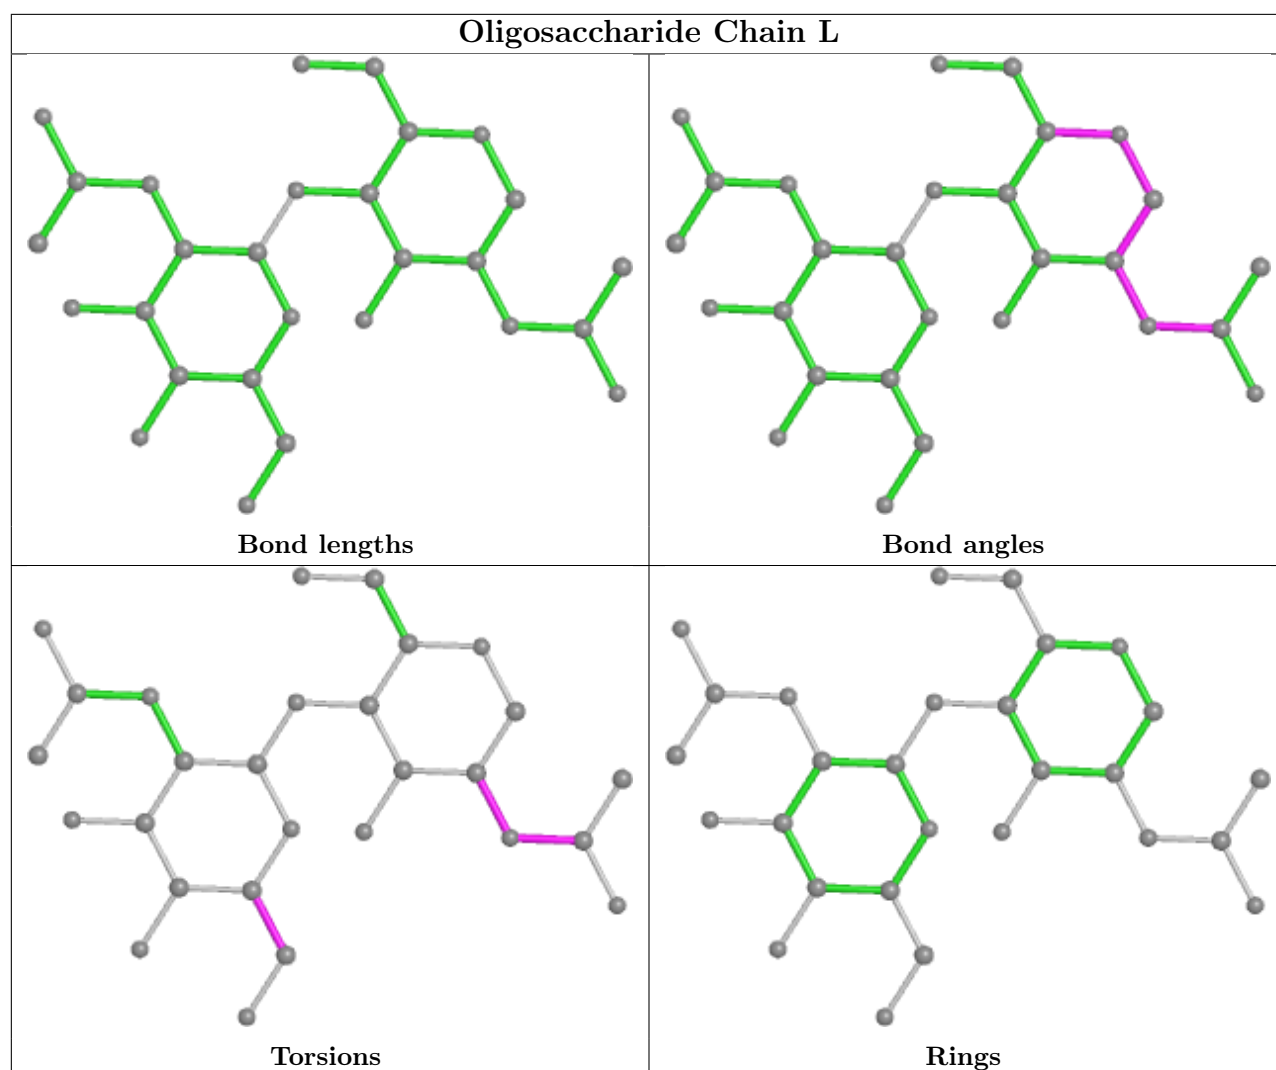 Oligosaccharide Chain L
Bond lengths
Bond angles
Torsions
Rings